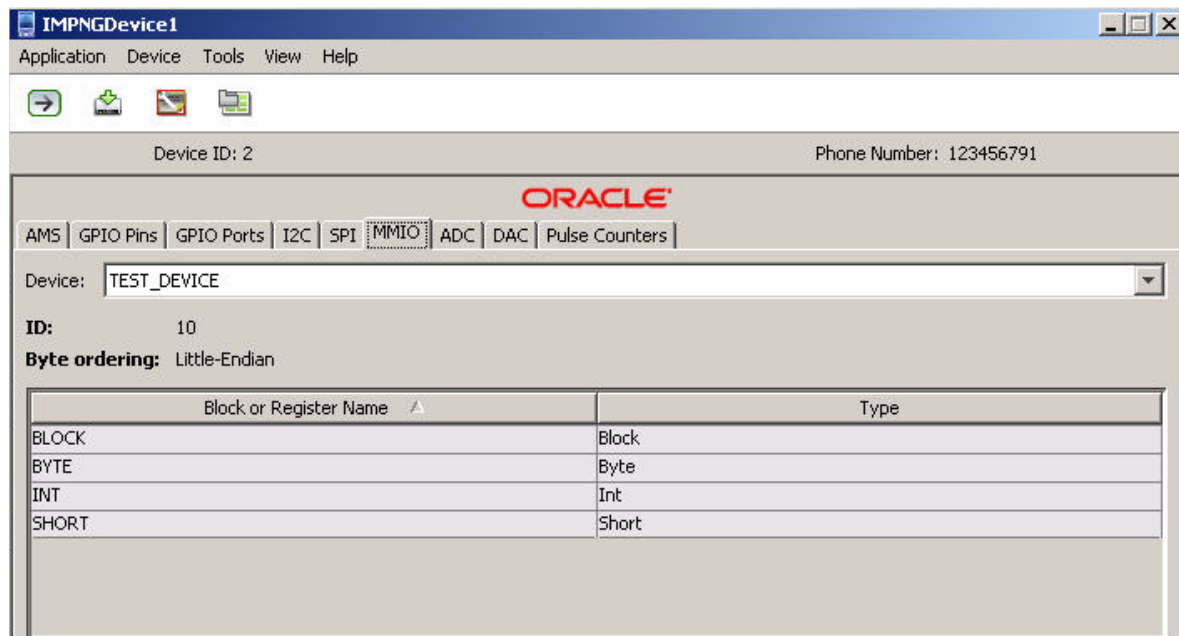 IMPNGDevice1
Application Device Tools View Help
Device ID: 2 Phone Number: 123456791
ORACLE
AMS GPIO Pins GPIO Ports I2C SPI MMIO ADC DAC Pulse Counters
Device: TEST_DEVICE
ID: 10
Byte ordering: Little-Endian
Block or Register Name Type
BLOCK Block
BYTE Byte
INT Int
SHORT Short